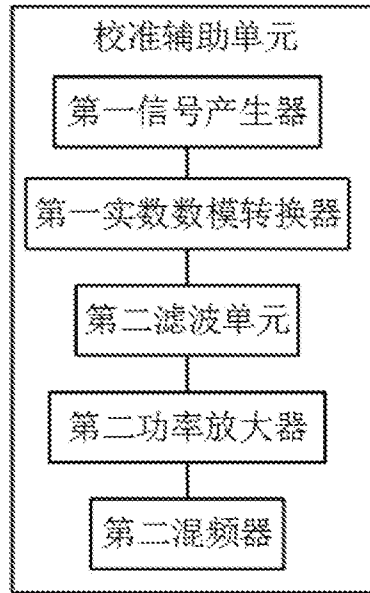 校准辅助单元
第一信号产生器
第一实数数模转换器
第二滤波单元
第二功率放大器
第二混频器